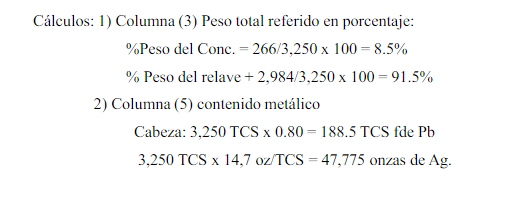 Cálculos: 1) Columna (3) Peso total referido en porcentaje:
%Peso del Conc. = 266/3,250 x 100 = 8.5%
% Peso del relave + 2,984/3,250 x 100 = 91.5%
2) Columna (5) contenido metálico
Cabeza: 3,250 TCS x 0.80 = 188.5 TCS fde Pb
3,250 TCS x 14,7 oz/TCS = 47,775 onzas de Ag.